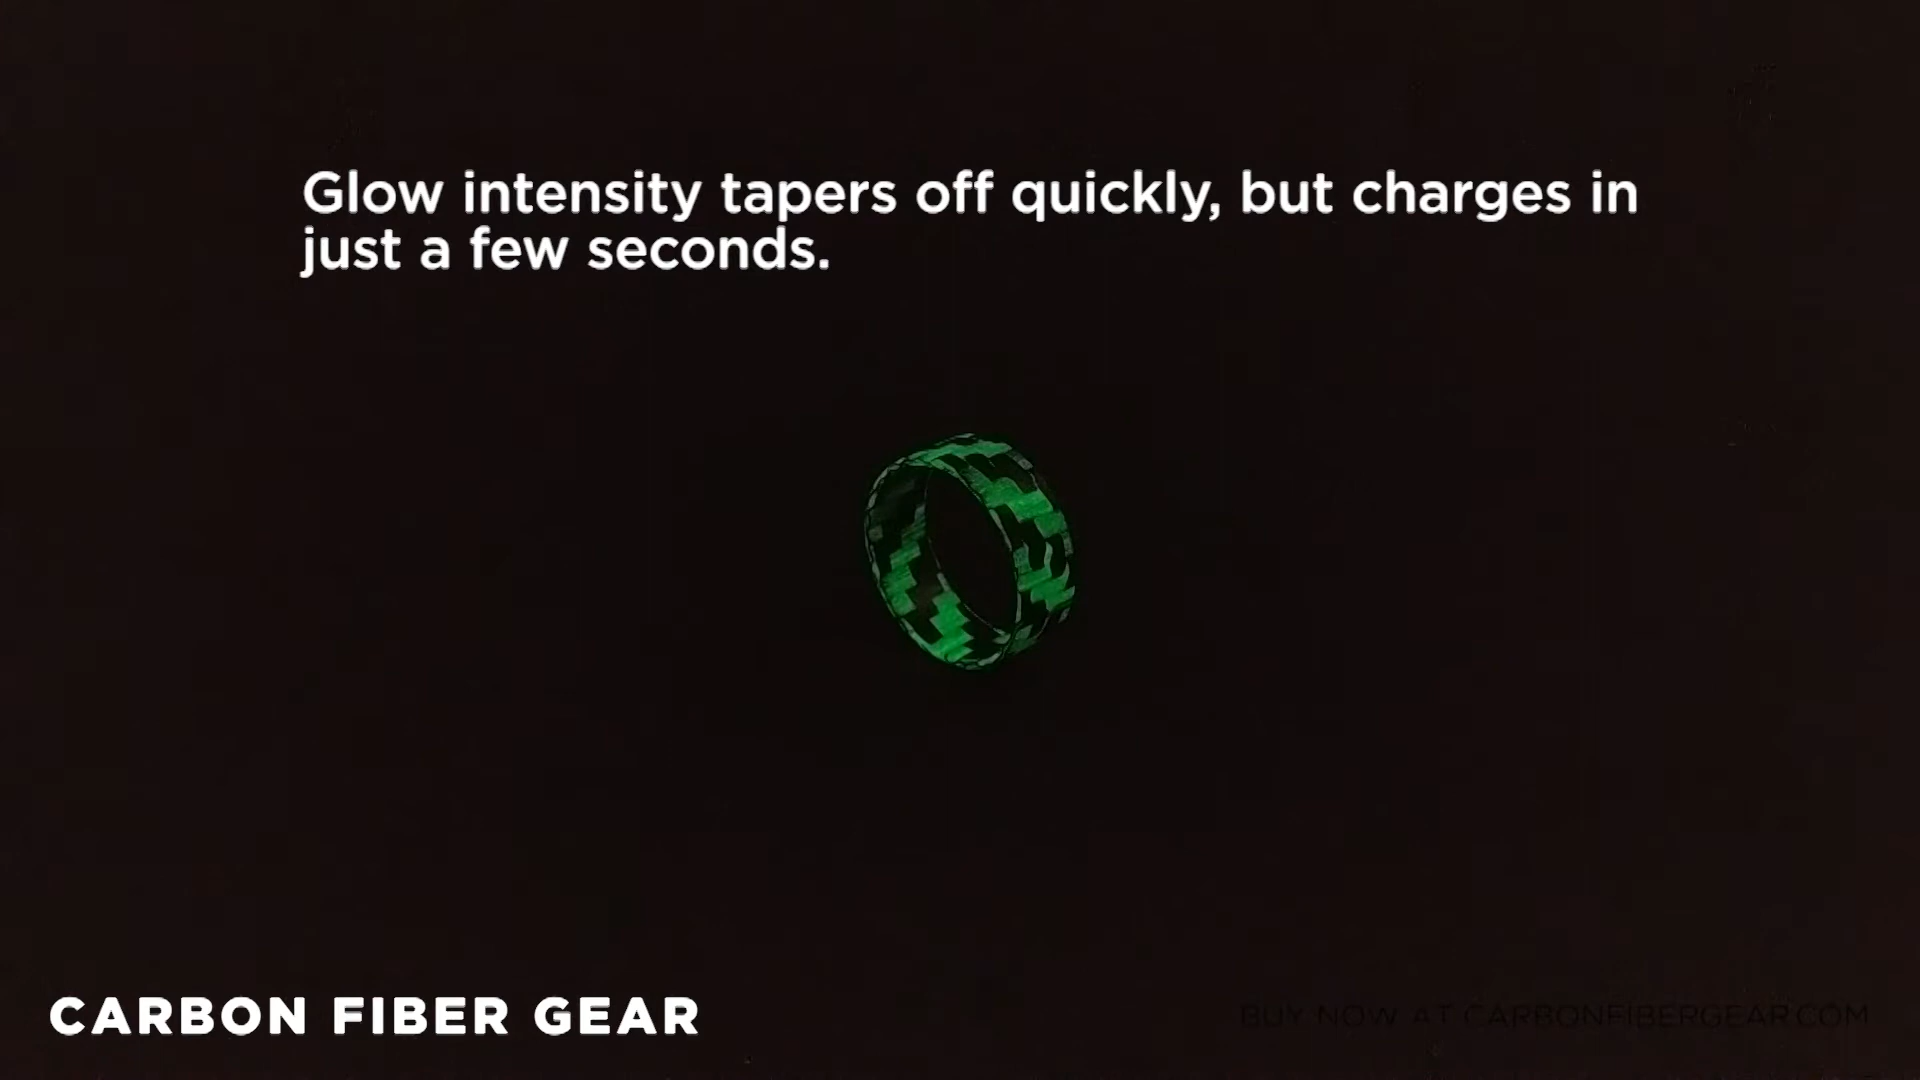 Glow intensity tapers off quickly, but charges in
just a few seconds.
CARBON FIBER GEAR
BUY NOW AT CARBONFIBERGEAR.COM